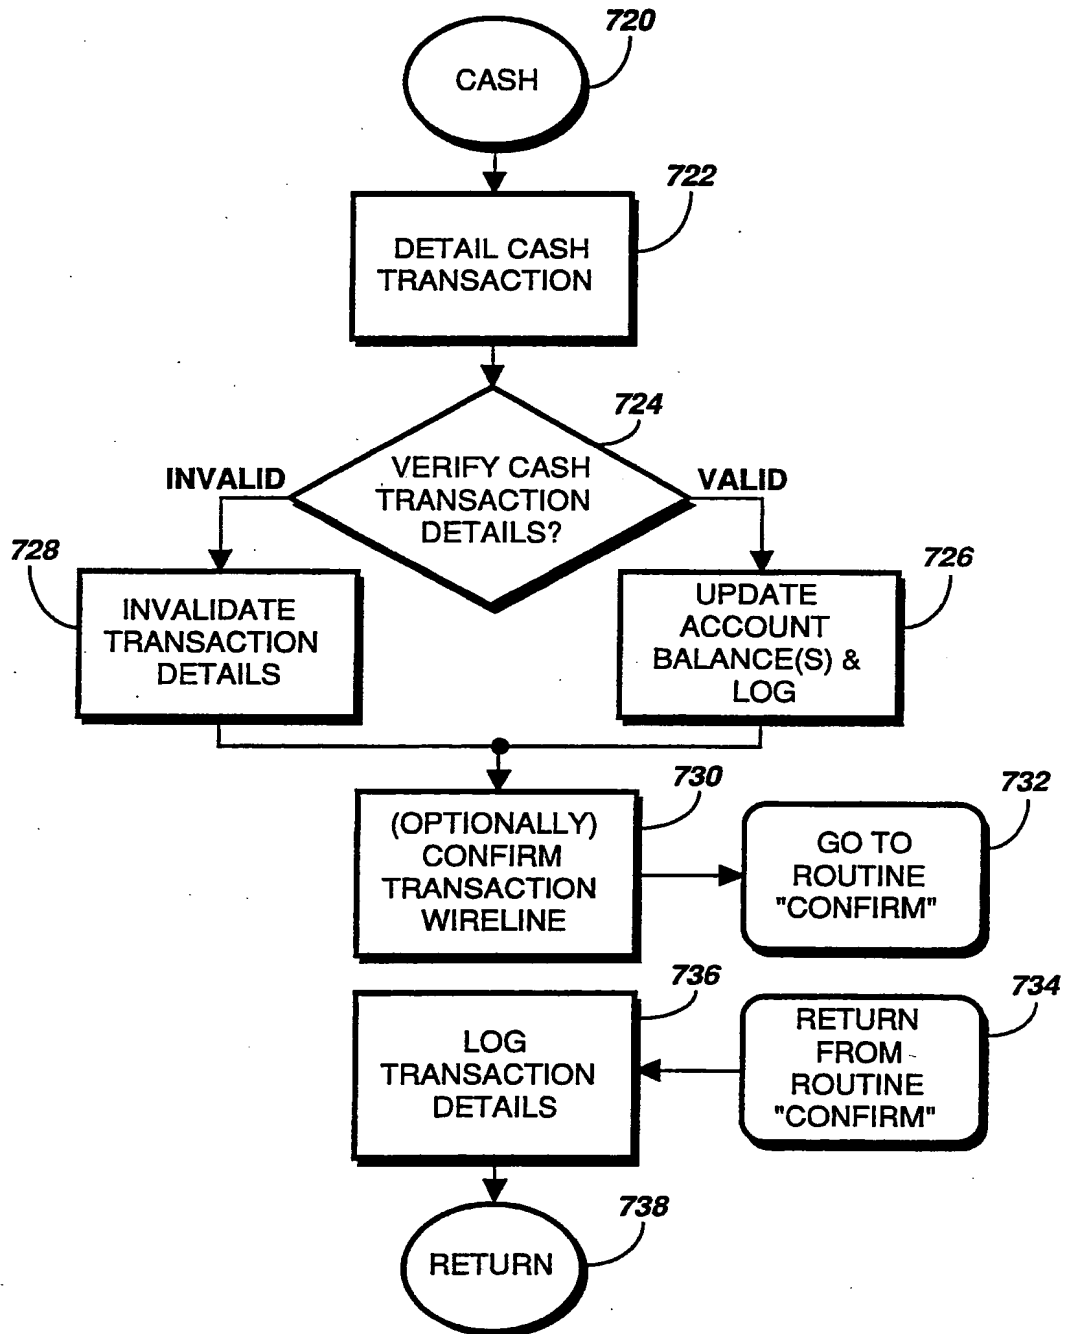 720
CASH
722
DETAIL CASH
TRANSACTION
724
VERIFY CASH
TRANSACTION
DETAILS?
INVALID
VALID
728
INVALIDATE
TRANSACTION
DETAILS
726
UPDATE
ACCOUNT
BALANCE(S) &
LOG
730
(OPTIONALLY)
CONFIRM
TRANSACTION
WIRELINE
732
GO TO
ROUTINE
"CONFIRM"
736
LOG
TRANSACTION
DETAILS
734
RETURN
FROM
ROUTINE
"CONFIRM"
738
RETURN